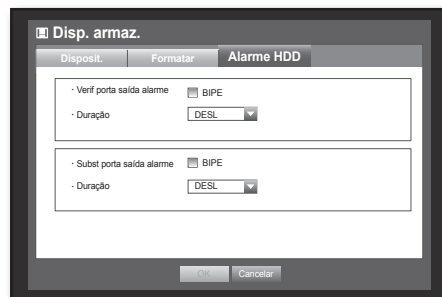 Disp. armaz.
Disposit. Formatar Alarme HDD
· Verif porta saída alarme BIPE
· Duração DESL
· Subst porta saída alarme BIPE
· Duração DESL
OK Cancelar